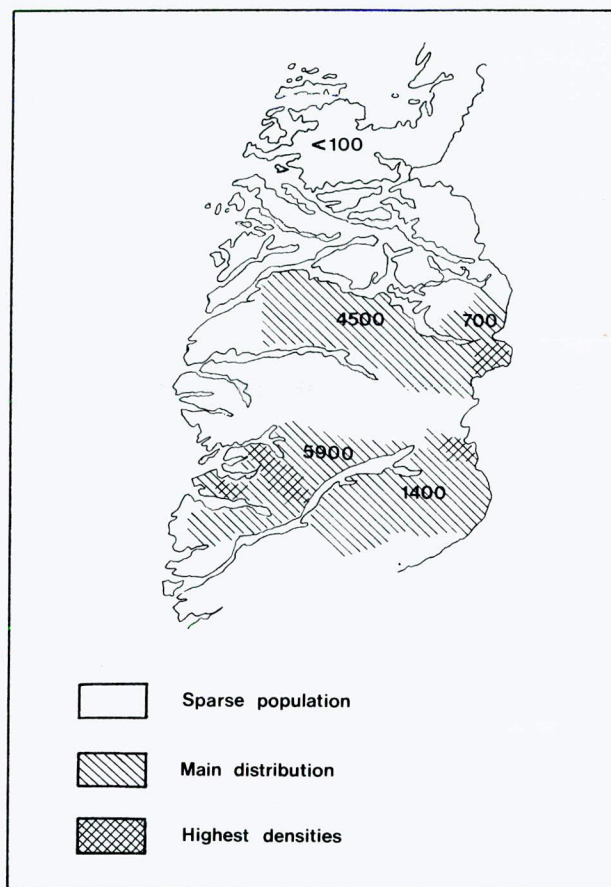 <100
4500
700
5900
1400
Sparse population
Main distribution
Highest densities